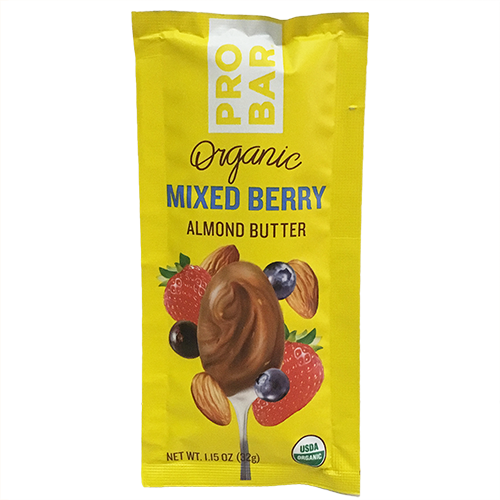 PRO
BAR
Organic
MIXED BERRY
ALMOND BUTTER
NET WT. 1.15 OZ (32g)
USDA
ORGANIC